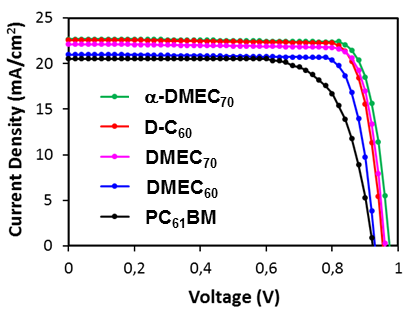 Current Density (mA/cm²)
25
20
15
10
5
0
α-DMEC₇₀
D-C₆₀
DMEC₇₀
DMEC₆₀
PC₆₁BM
0 0,2 0,4 0,6 0,8 1
Voltage (V)